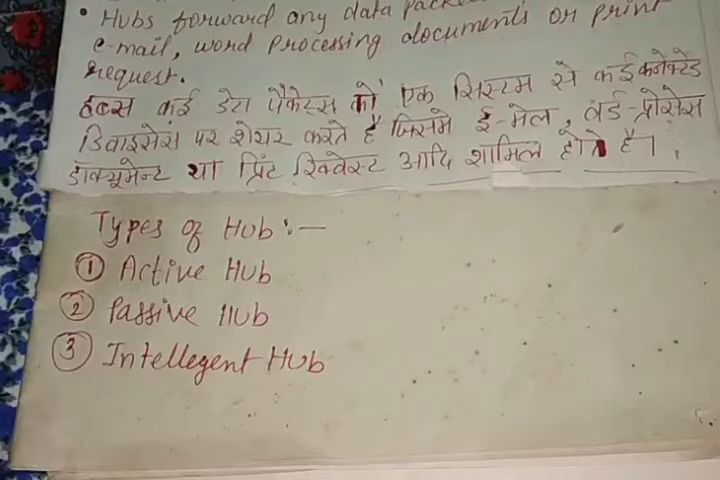 • Hubs forward any data
e-mail, word processing documents or print
request.
हब्स कई डेटा पैकेट्स को एक सिस्टम से कई कनेक्टेड
डिवाइसेस पर शेयर करते है जिसमे ई-मेल, वर्ड-प्रोसेस
डॉक्यूमेन्ट या प्रिंट रिक्वेस्ट आदि शामिल होते है।
Types of Hub :—
① Active Hub
② Passive Hub
③ Intellegent Hub